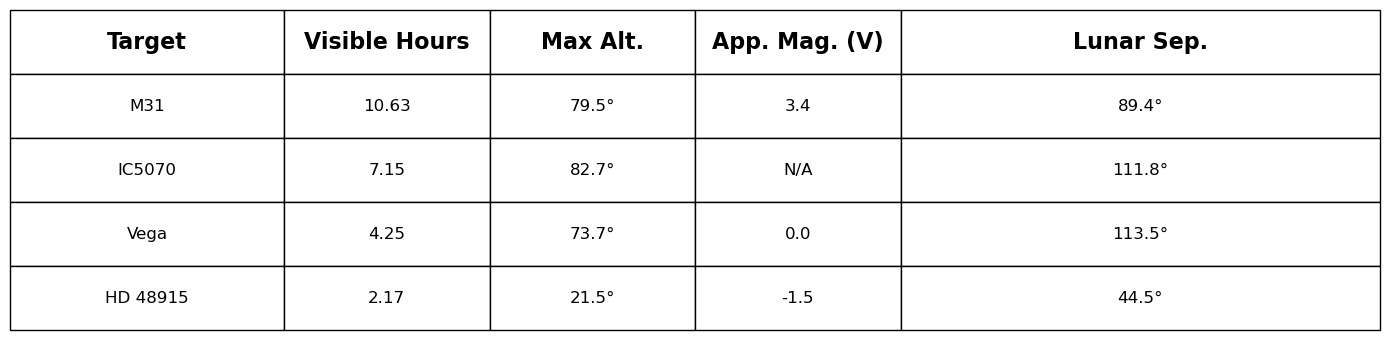 Target Visible Hours Max Alt. App. Mag. (V) Lunar Sep.
M31 10.63 79.5° 3.4 89.4°
IC5070 7.15 82.7° N/A 111.8°
Vega 4.25 73.7° 0.0 113.5°
HD 48915 2.17 21.5° -1.5 44.5°